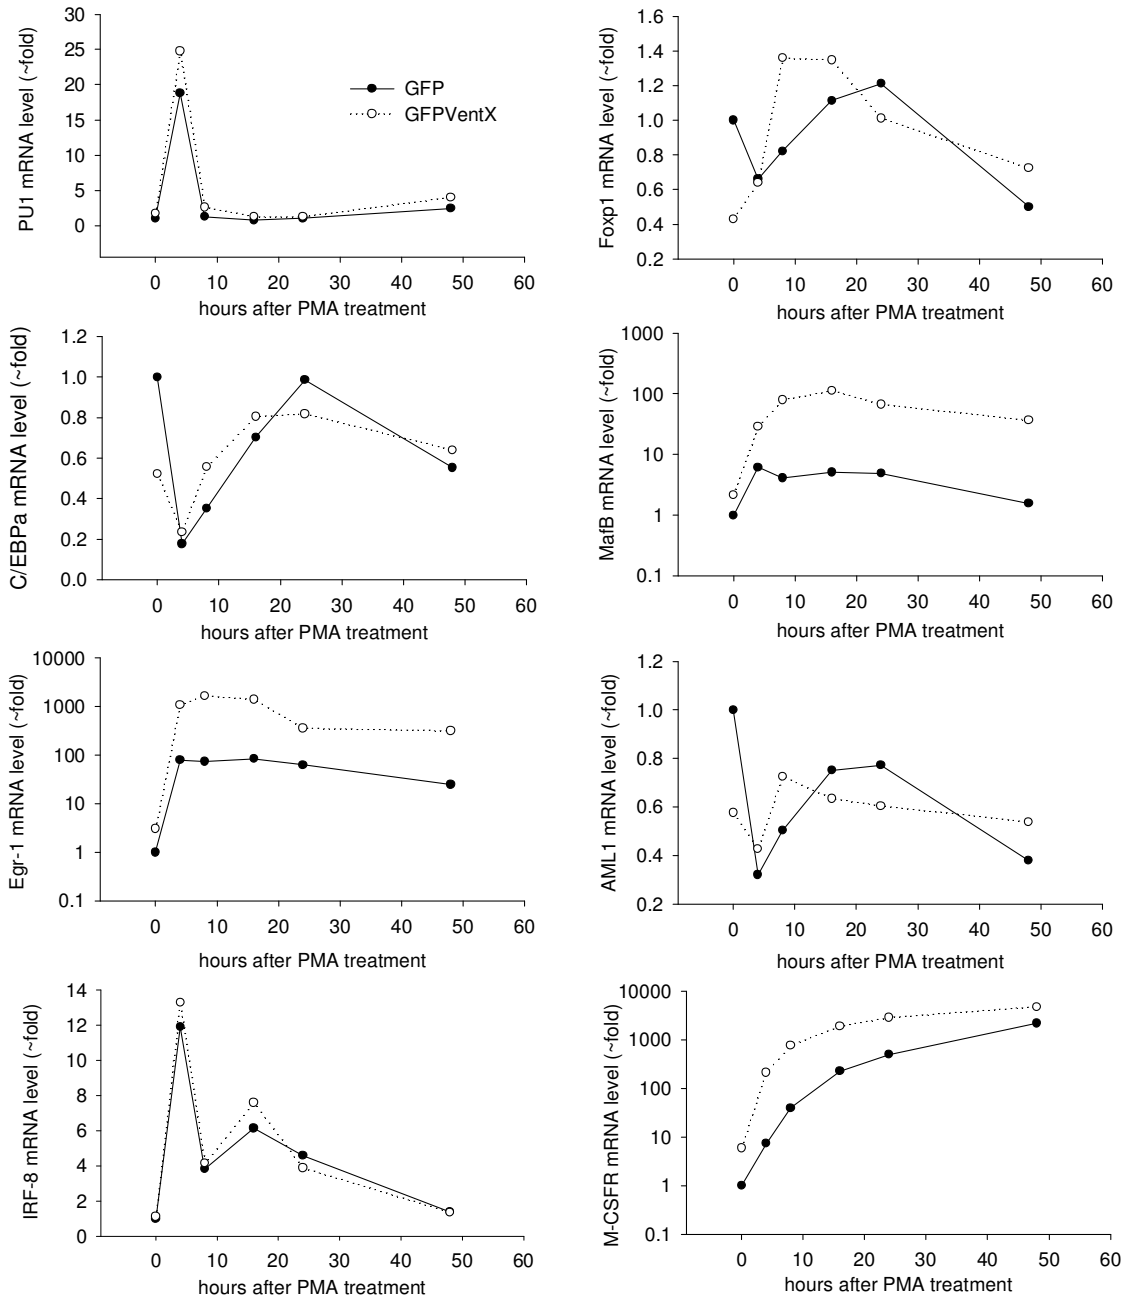 PU1 mRNA level (~fold)
30
25
20
15
10
5
0
GFP
GFPVentX
0 10 20 30 40 50 60
hours after PMA treatment
Foxp1 mRNA level (~fold)
1.6
1.4
1.2
1.0
0.8
0.6
0.4
0.2
0 10 20 30 40 50 60
hours after PMA treatment
C/EBPa mRNA level (~fold)
1.2
1.0
0.8
0.6
0.4
0.2
0.0
0 10 20 30 40 50 60
hours after PMA treatment
MafB mRNA level (~fold)
1000
100
10
1
0.1
0 10 20 30 40 50 60
hours after PMA treatment
Egr-1 mRNA level (~fold)
10000
1000
100
10
1
0.1
0 10 20 30 40 50 60
hours after PMA treatment
AML1 mRNA level (~fold)
1.2
1.0
0.8
0.6
0.4
0.2
0 10 20 30 40 50 60
hours after PMA treatment
IRF-8 mRNA level (~fold)
14
12
10
8
6
4
2
0
0 10 20 30 40 50 60
hours after PMA treatment
M-CSFR mRNA level (~fold)
10000
1000
100
10
1
0.1
0 10 20 30 40 50 60
hours after PMA treatment